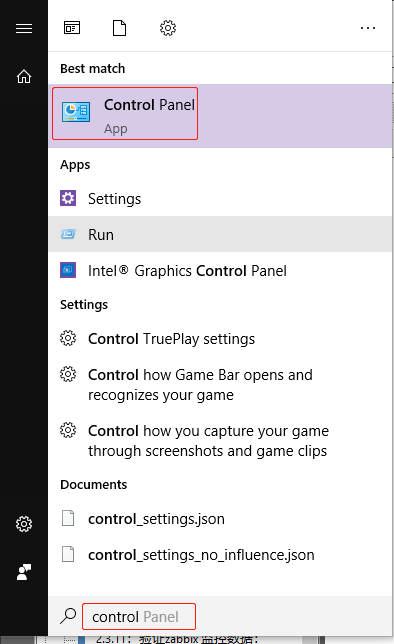 Best match
Control Panel
App
Apps
Settings
Run
Intel® Graphics Control Panel
Settings
Control TruePlay settings
Control how Game Bar opens and
recognizes your game
Control how you capture your game
through screenshots and game clips
Documents
control_settings.json
control_settings_no_influence.json
control Panel
2.3.11：验证zabbix 监控数据：